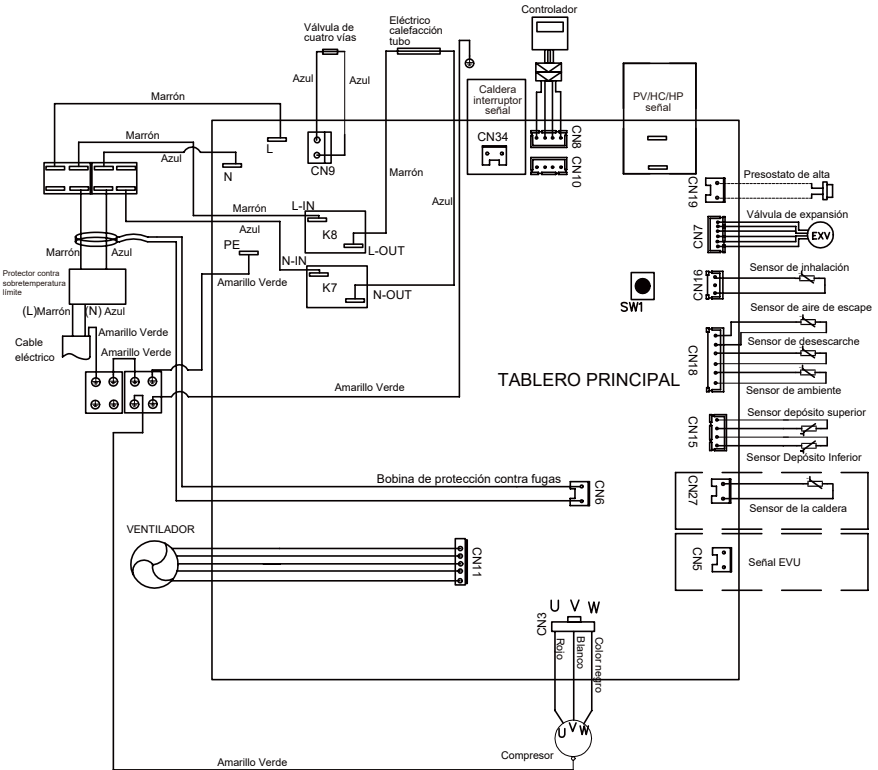 Controlador
Válvula de
cuatro vías
Eléctrico
calefacción
tubo
Azul
Azul
Marrón
Marrón
Azul
L
N
CN9
Caldera
interruptor
señal
CN34
CN8
CN10
PV/HC/HP
señal
Marrón
Azul
Presostato de alta
CN19
Válvula de expansión
CN7
EXV
Marrón
Azul
L-IN
K8
L-OUT
PE
N-IN
K7
N-OUT
Amarillo Verde
Marrón
Azul
Protector contra
sobretemperatura
límite
(L)Marrón
(N) Azul
Cable
eléctrico
Amarillo Verde
Amarillo Verde
SW1
Sensor de inhalación
CN16
Sensor de aire de escape
Sensor de desescarche
CN18
Sensor de ambiente
TABLERO PRINCIPAL
Amarillo Verde
Sensor depósito superior
CN15
Sensor Depósito Inferior
Bobina de protección contra fugas
CN6
CN27
Sensor de la caldera
VENTILADOR
CN11
CN5
Señal EVU
U V W
CN3
Rojo
Blanco
Color negro
U V W
Compresor
Amarillo Verde